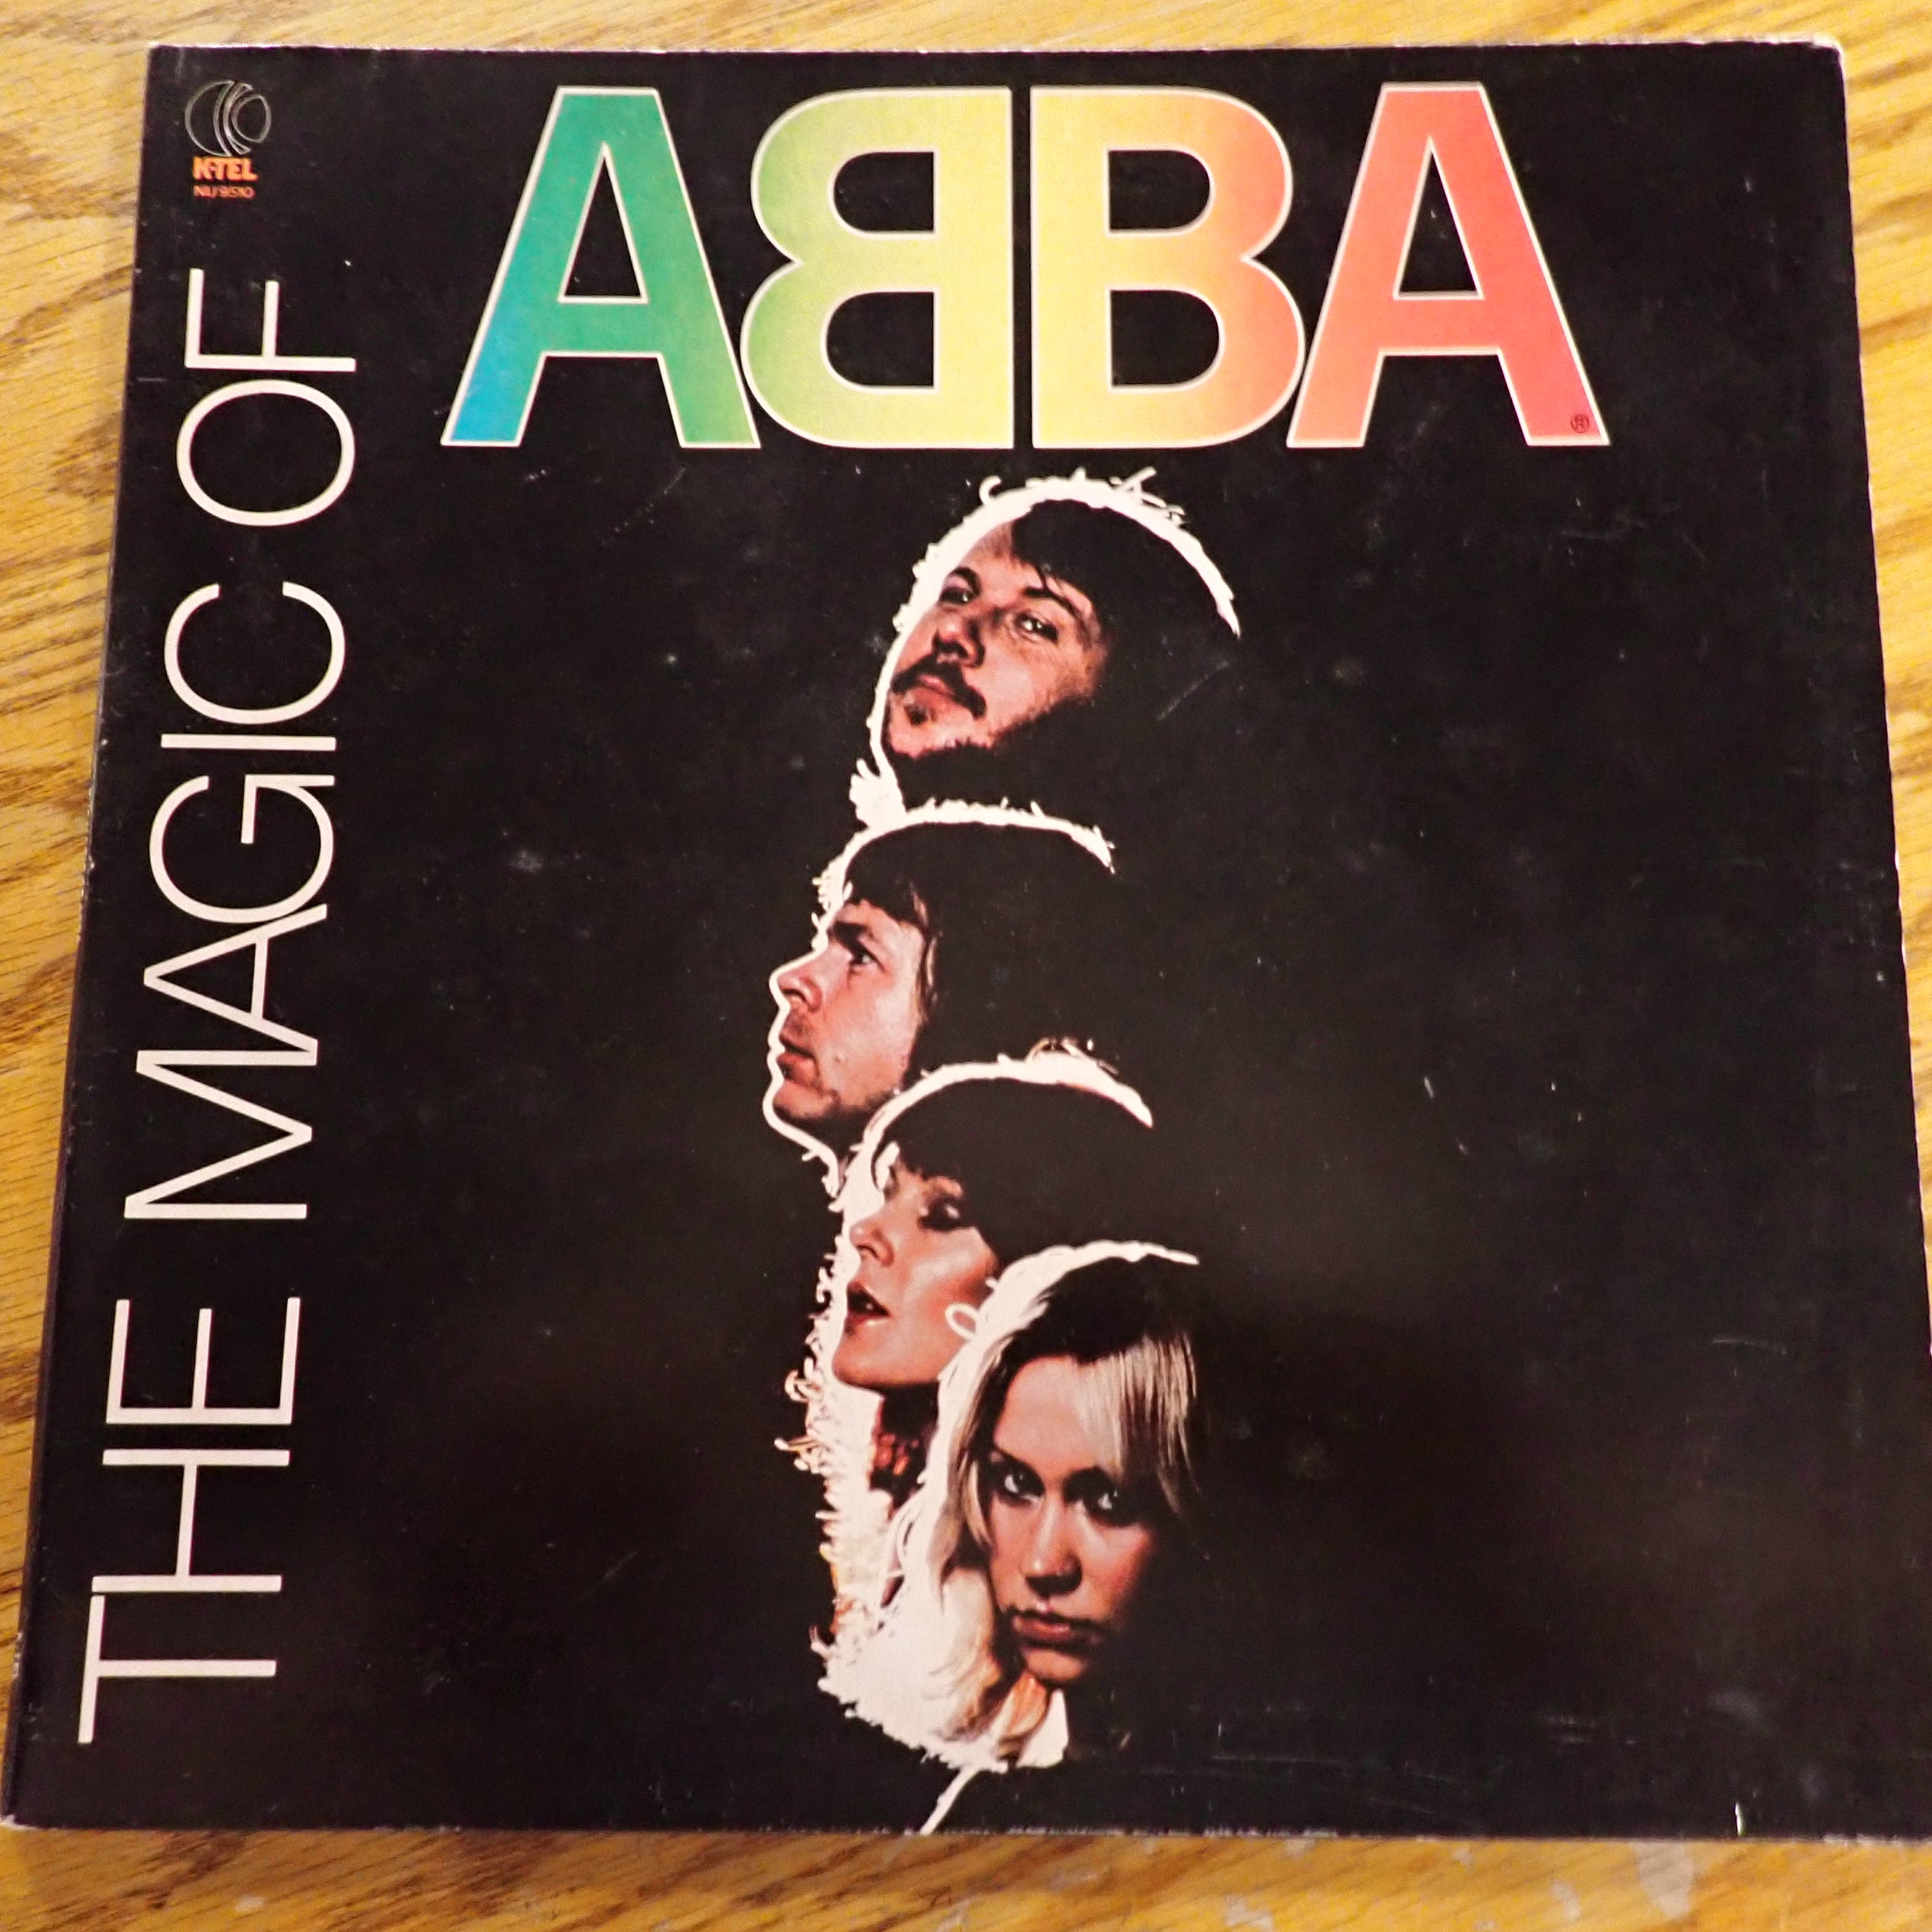 K-TEL
NU 9510
ABBA
®
THE MAGIC OF